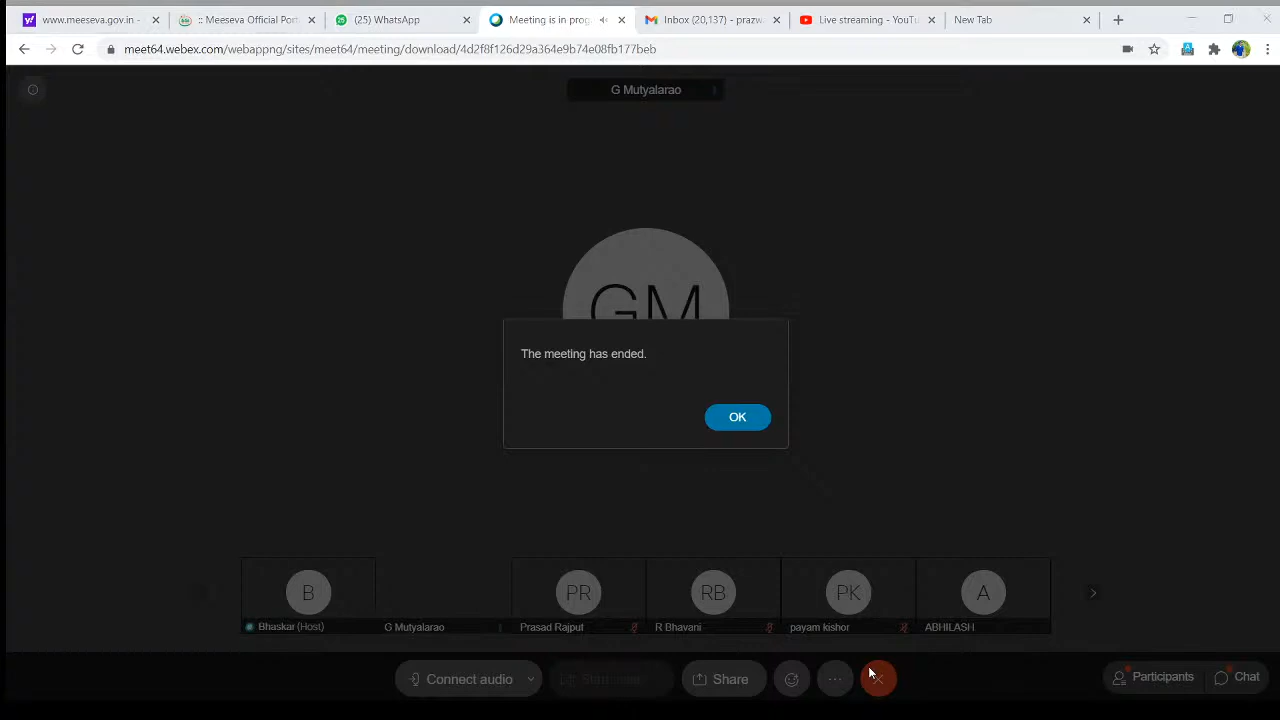 www.meeseva.gov.in -
:: Meeseva Official Port
(25) WhatsApp
Meeting is in prog
Inbox (20,137) - prazw
Live streaming - YouTu
New Tab
meet64.webex.com/webappng/sites/meet64/meeting/download/4d2f8f126d29a364e9b74e08fb177beb
G Mutyalarao
GM
The meeting has ended.
OK
B
PR
RB
PK
A
Bhaskar (Host)
G Mutyalarao
Prasad Rajput
R Bhavani
payam kishor
ABHILASH
Connect audio
Share
Participants
Chat